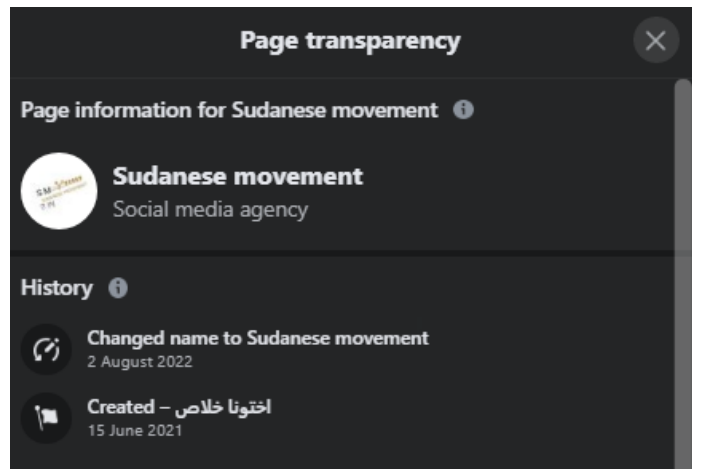 Page transparency
Page information for Sudanese movement
Sudanese movement
Social media agency
History
Changed name to Sudanese movement
2 August 2022
Created – اختونا خلاص
15 June 2021